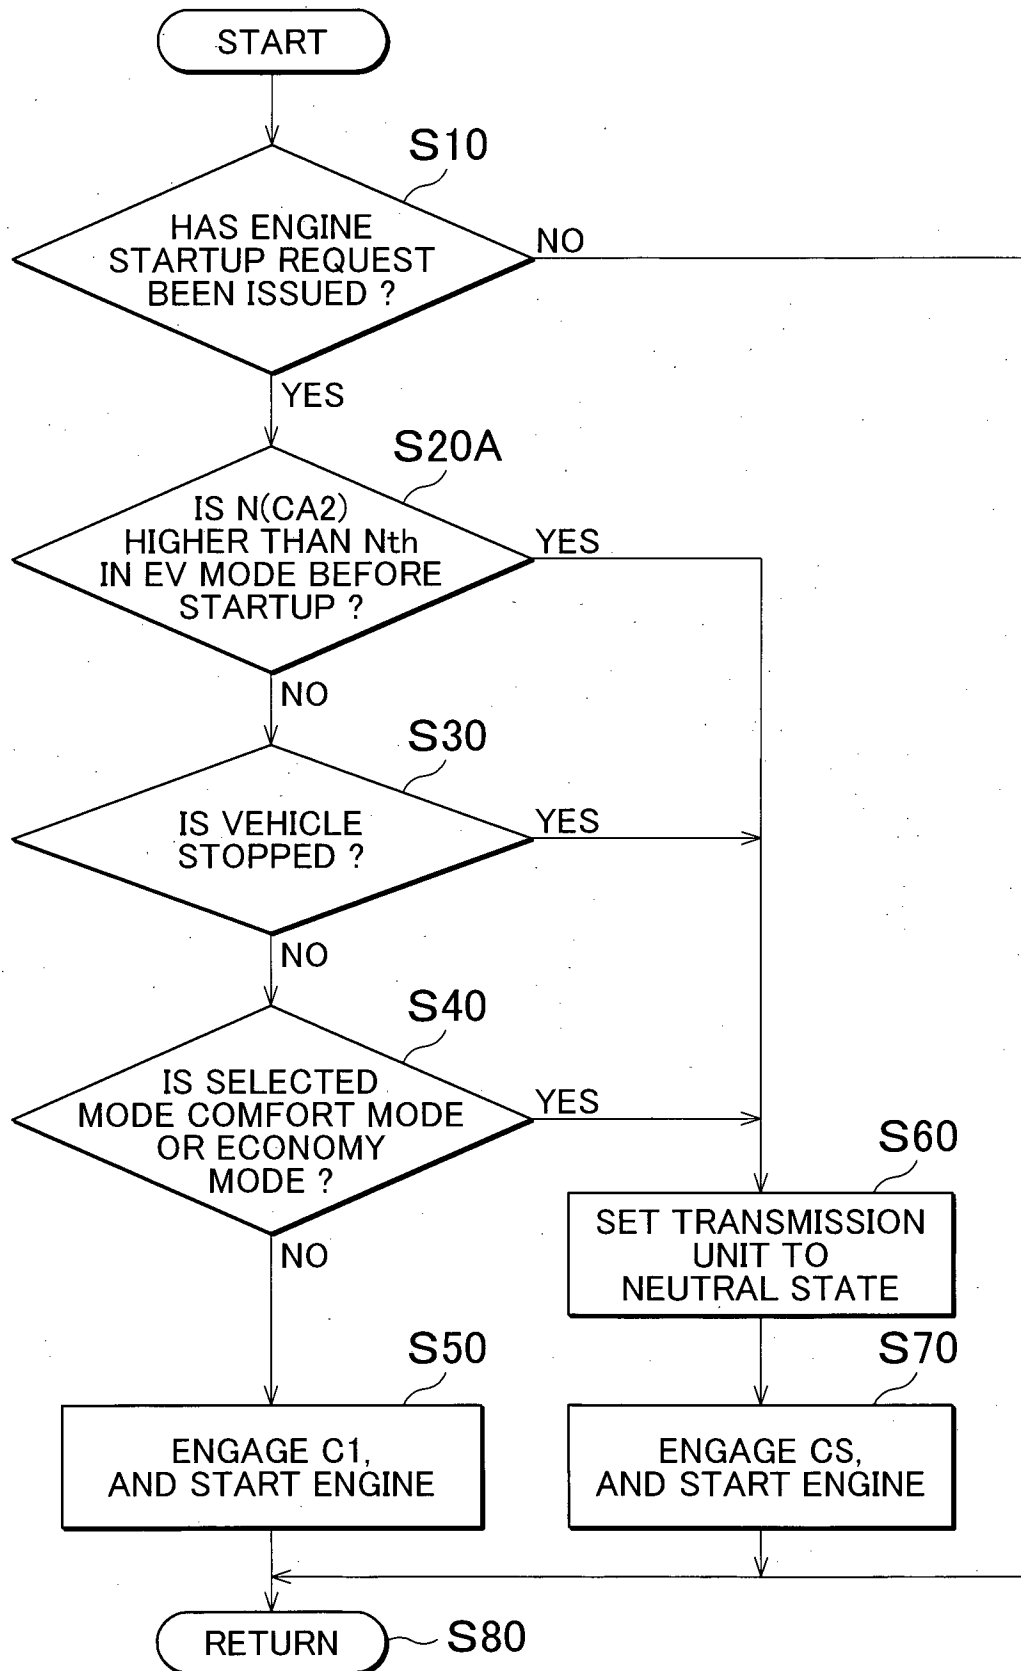 START
S10
HAS ENGINE
STARTUP REQUEST
BEEN ISSUED ?
NO
YES
S20A
IS N(CA2)
HIGHER THAN Nth
IN EV MODE BEFORE
STARTUP ?
YES
NO
S30
IS VEHICLE
STOPPED ?
YES
NO
S40
IS SELECTED
MODE COMFORT MODE
OR ECONOMY
MODE ?
YES
NO
S60
SET TRANSMISSION
UNIT TO
NEUTRAL STATE
S50
ENGAGE C1,
AND START ENGINE
S70
ENGAGE CS,
AND START ENGINE
RETURN
S80